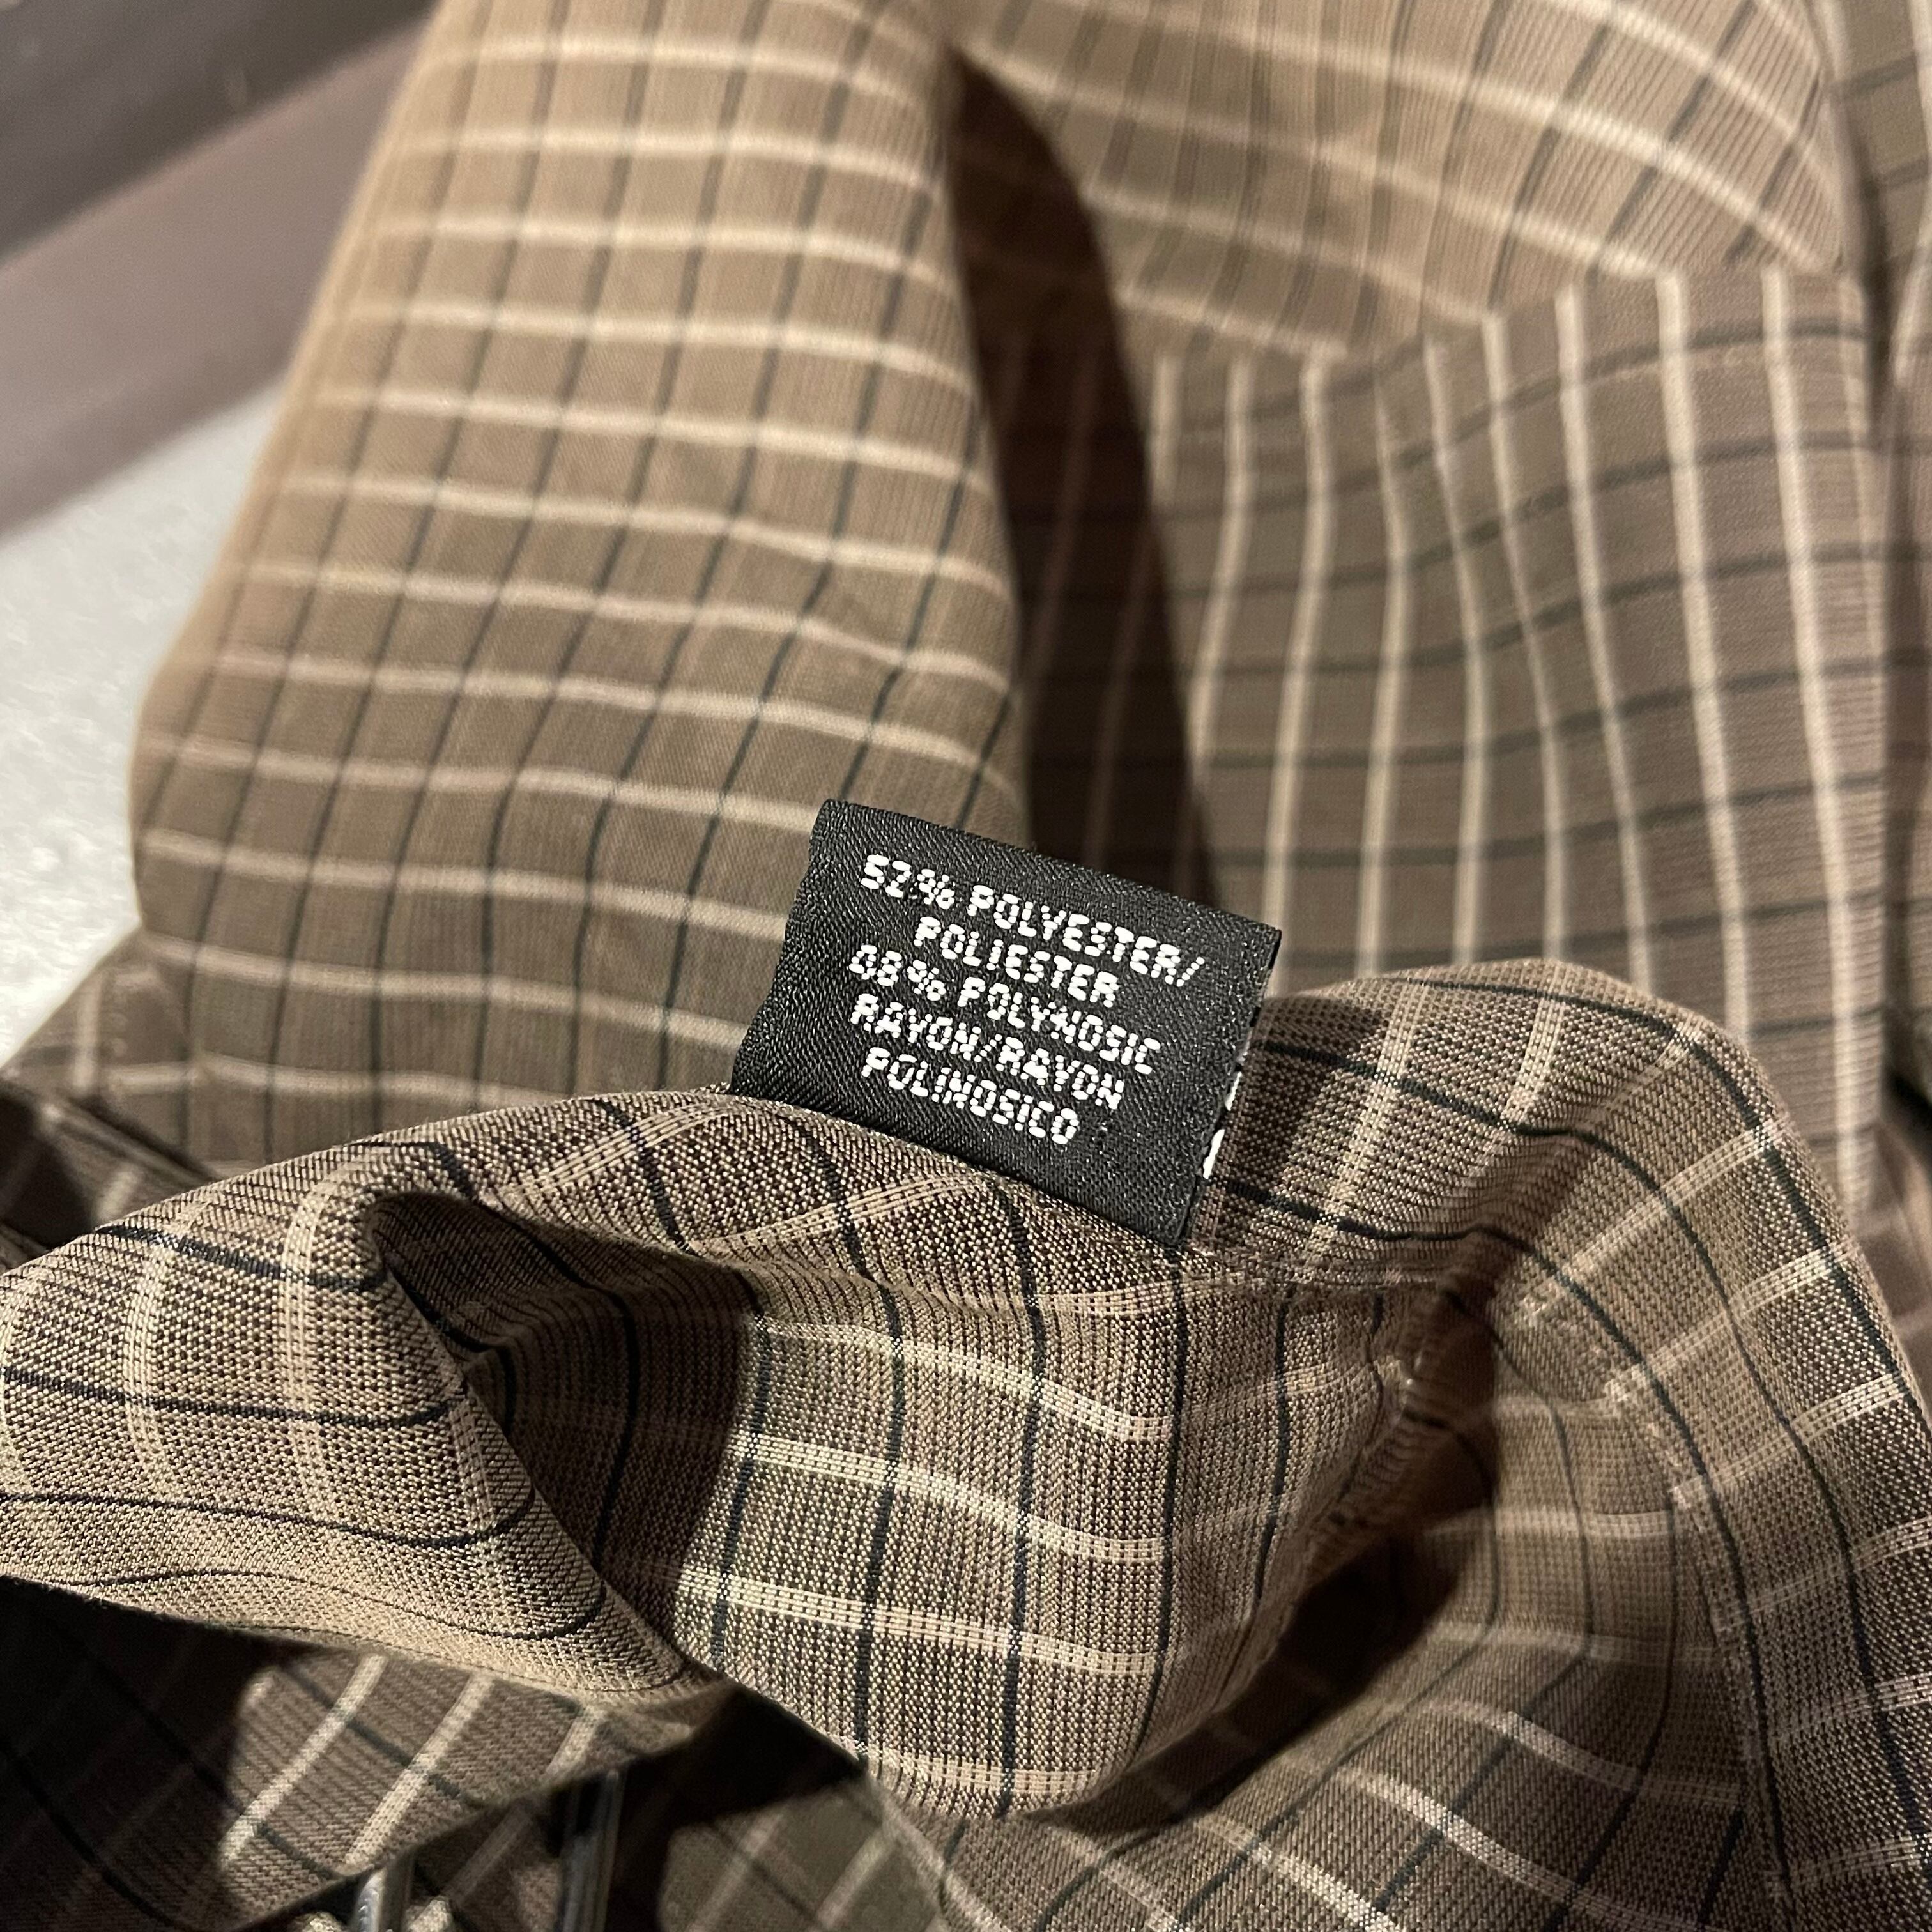 52% POLYESTER/
POLIESTER
48% POLYNOSIC
RAYON/RAYON
POLINOSICO